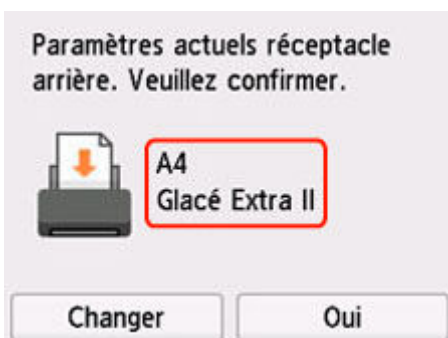 Paramètres actuels réceptacle
arrière. Veuillez confirmer.
A4
Glacé Extra II
Changer
Oui